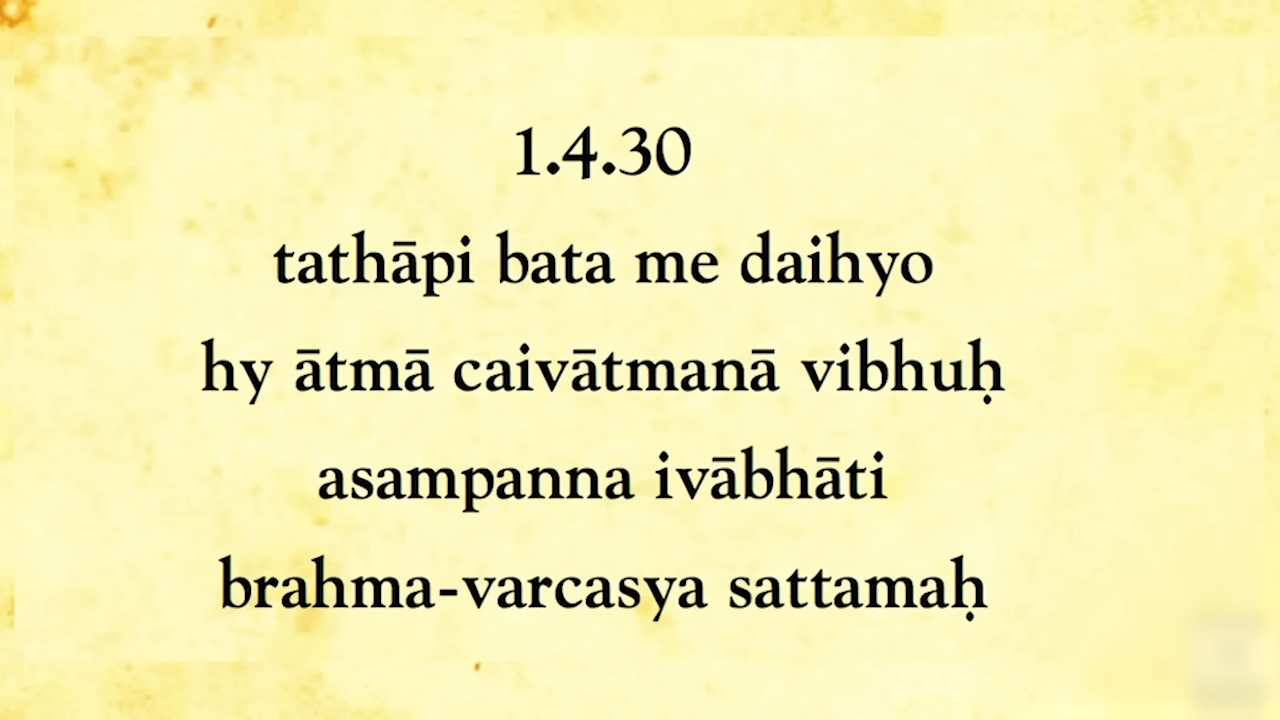 1.4.30
tathāpi bata me daihyo
hy ātmā caivātmanā vibhuḥ
asampanna ivābhāti
brahma-varcasya sattamaḥ